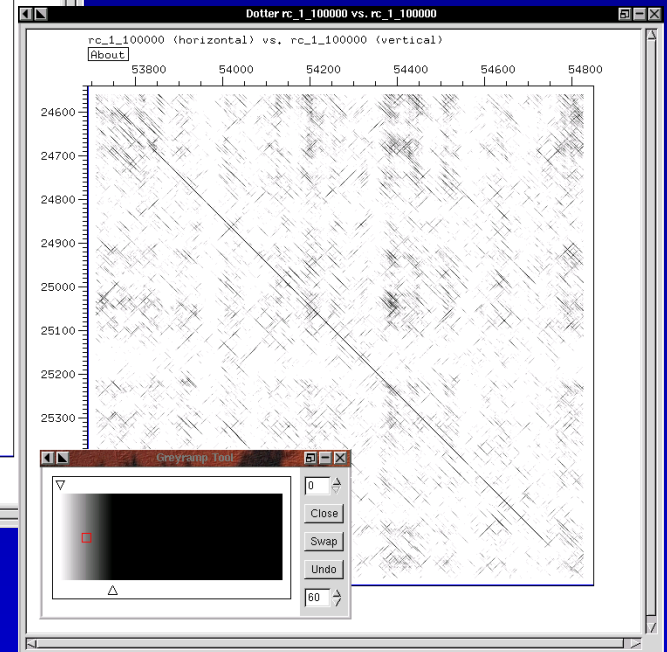 Dotter rc_1_100000 vs. rc_1_100000
rc_1_100000 (horizontal) vs. rc_1_100000 (vertical)
About
53800 54000 54200 54400 54600 54800
24600
24700
24800
24900
25000
25100
25200
25300
Greyramp Tool
0
Close
Swap
Undo
60